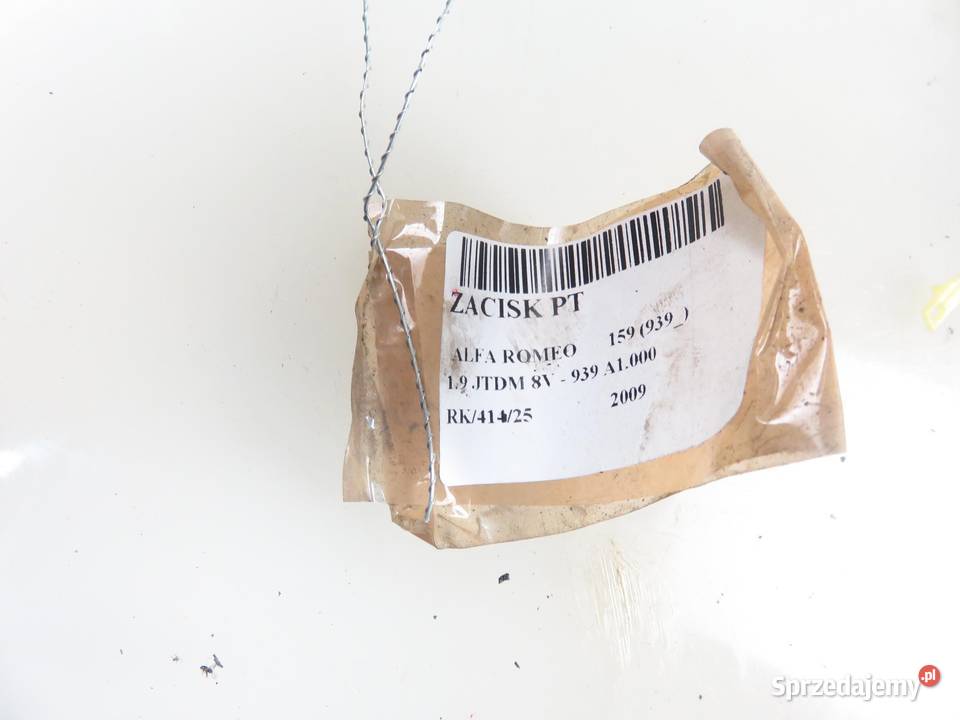 ZACISK PT
ALFA ROMEO 159 (939_)
1.9 JTDM 8V - 939 A1.000
RK/414/25 2009
Sprzedajemy.pl